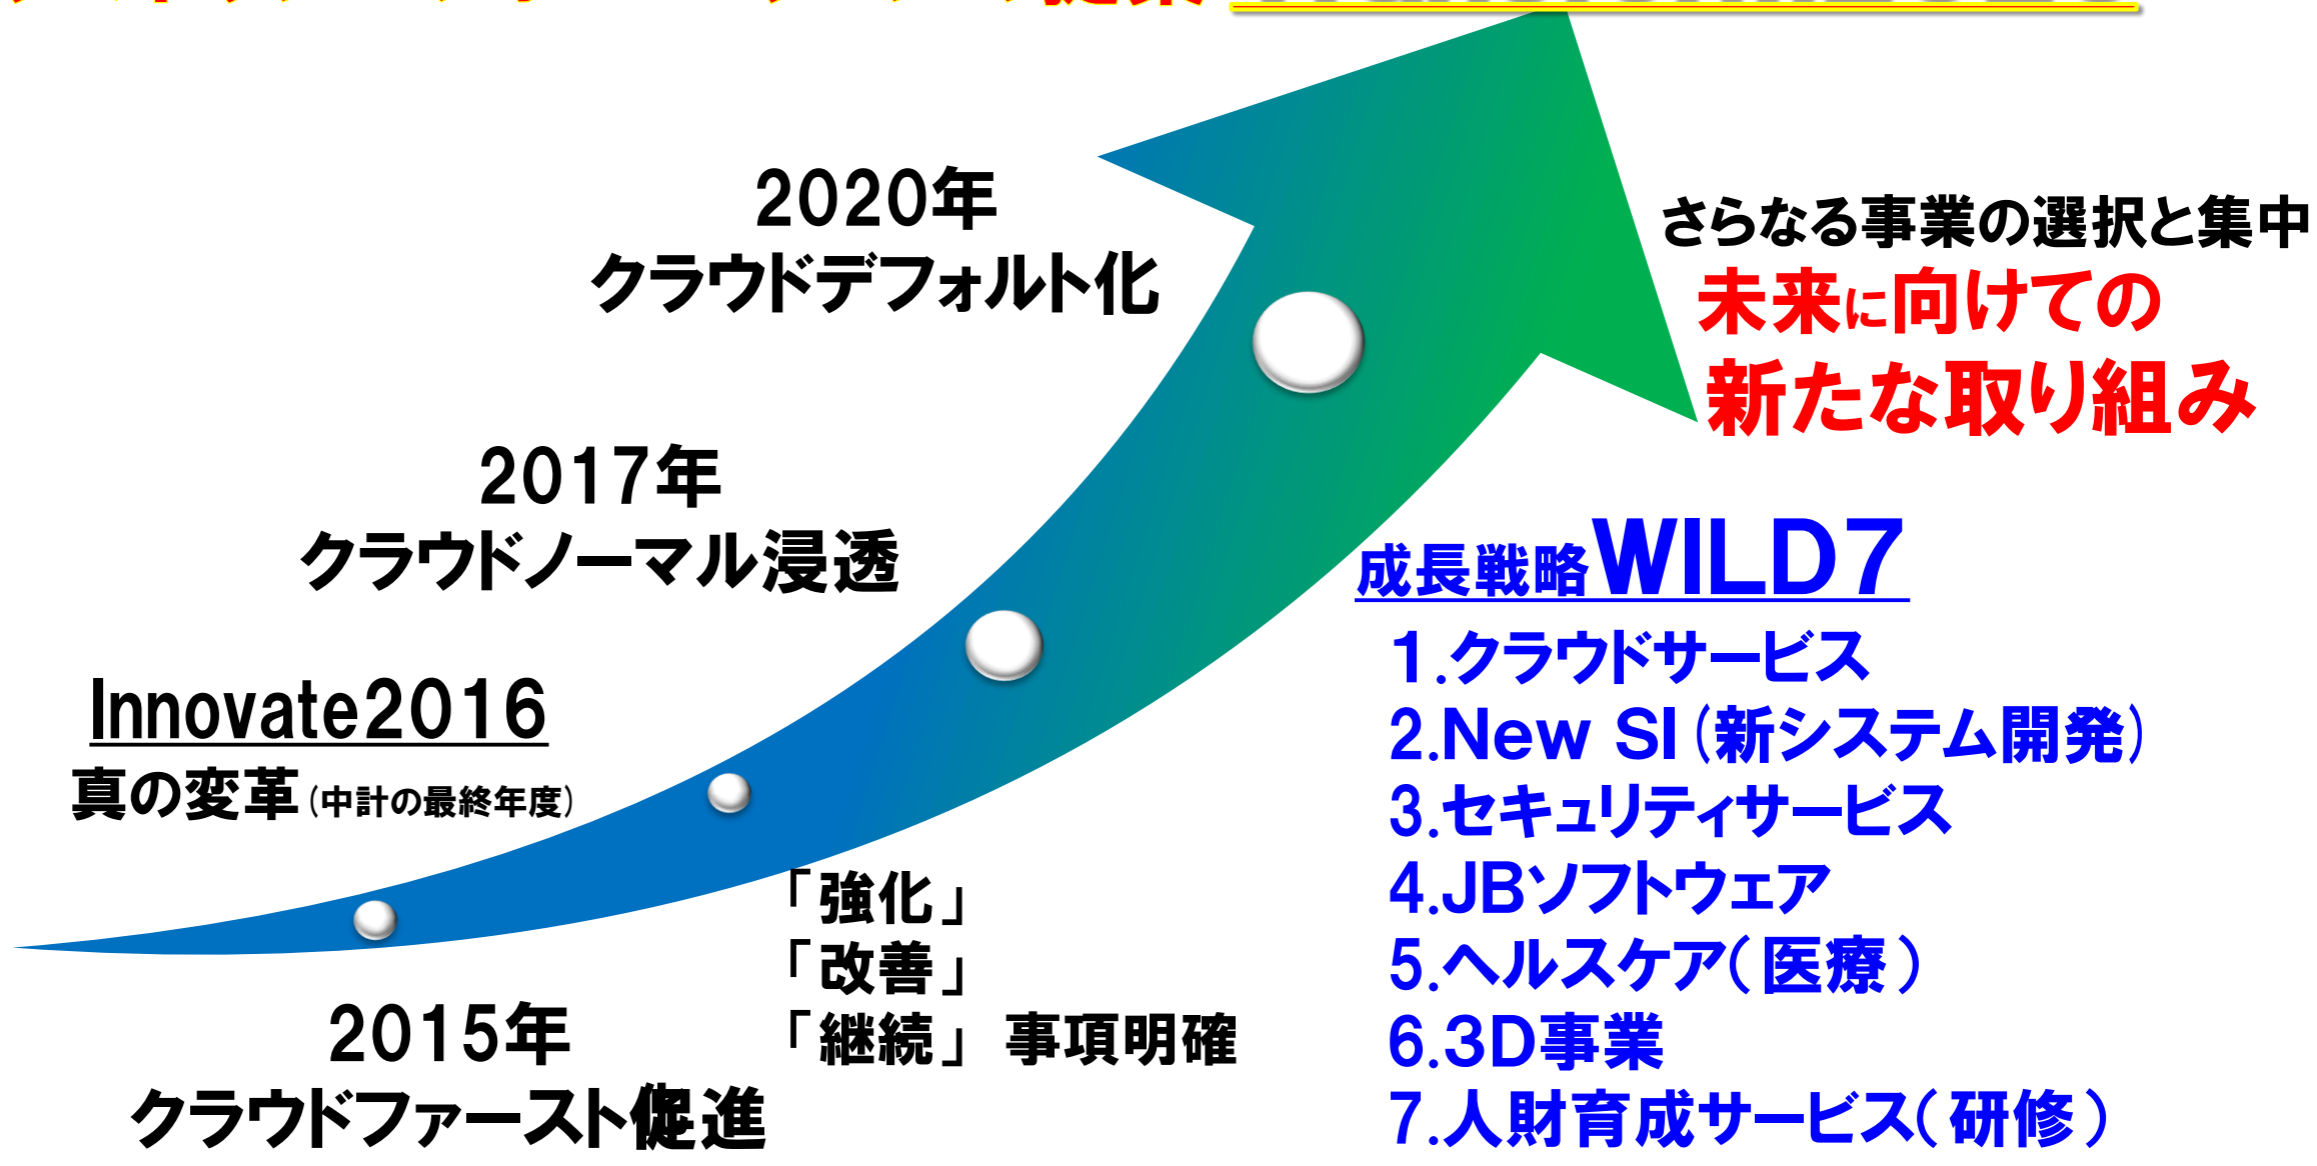 2020年
クラウドデフォルト化
さらなる事業の選択と集中
未来に向けての
新たな取り組み
2017年
クラウドノーマル浸透
Innovate2016
真の変革(中計の最終年度)
「強化」
「改善」
「継続」 事項明確
2015年
クラウドファースト促進
成長戦略WILD7
1.クラウドサービス
2.New SI(新システム開発)
3.セキュリティサービス
4.JBソフトウェア
5.ヘルスケア(医療)
6.3D事業
7.人財育成サービス(研修)